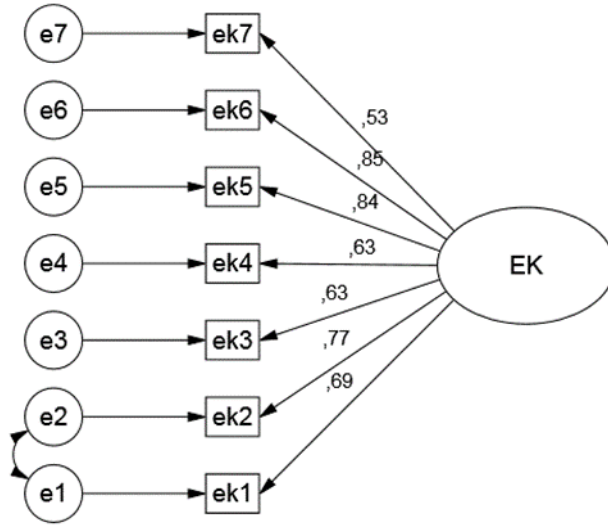 e7 ek7
,53
e6 ek6
,85
e5 ek5
,84
e4 ek4 ,63 EK
,63
e3 ek3
,77
e2 ek2
,69
e1 ek1